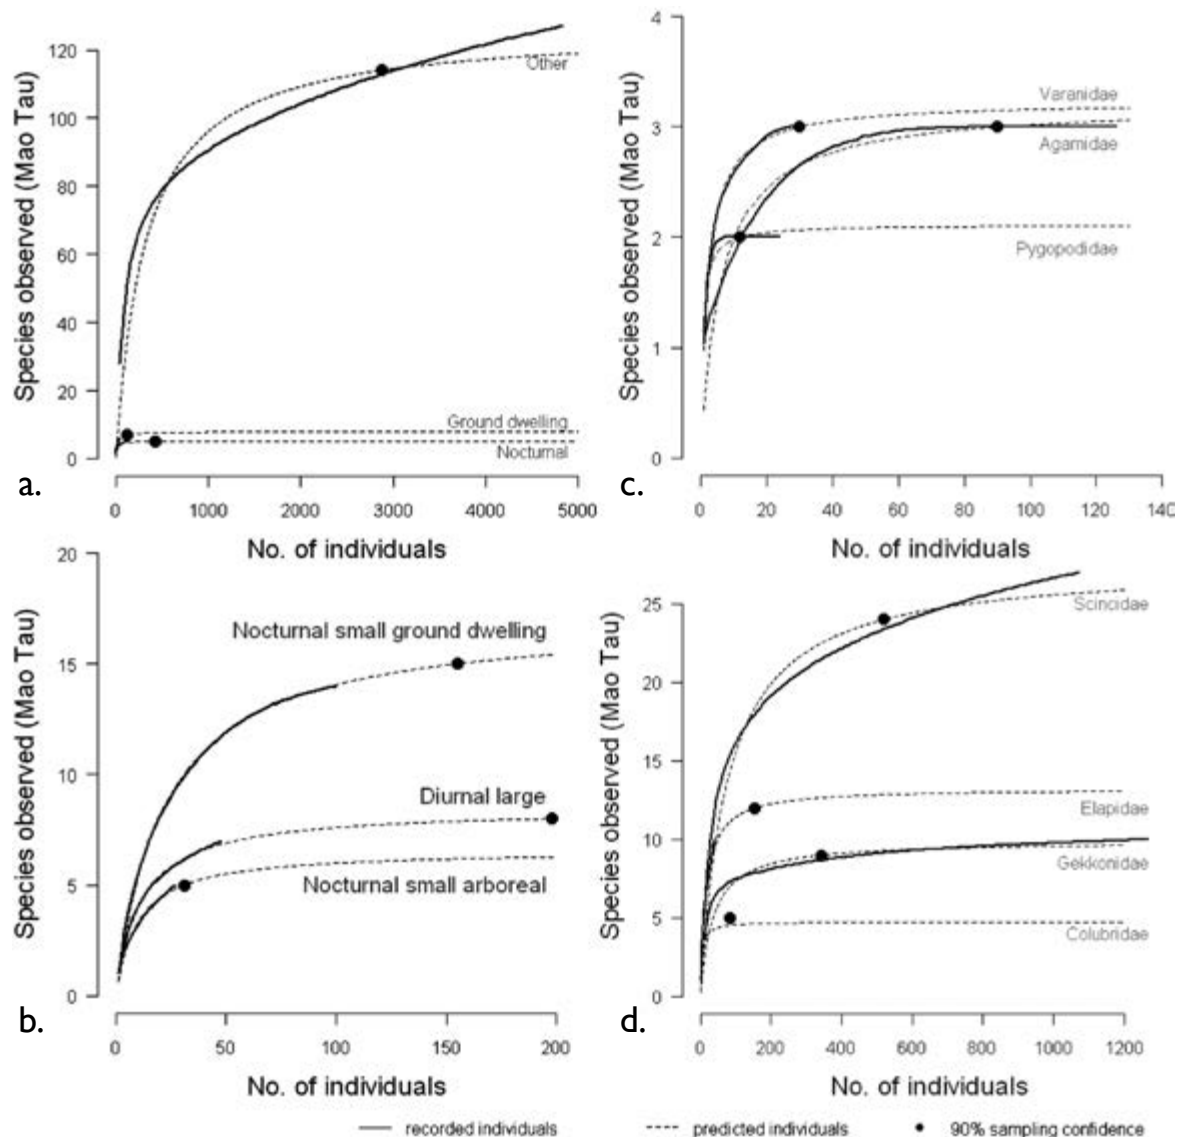 Species observed (Mao Tau)
120
100
80
60
40
20
0
Other
Ground dwelling
Nocturnal
a.
0 1000 2000 3000 4000 5000
No. of individuals
Species observed (Mao Tau)
4
3
2
1
0
Varanidae
Agamidae
Pygopodidae
c.
0 20 40 60 80 100 120 140
No. of individuals
Species observed (Mao Tau)
20
15
10
5
0
Nocturnal small ground dwelling
Diurnal large
Nocturnal small arboreal
b.
0 50 100 150 200
No. of individuals
Species observed (Mao Tau)
25
20
15
10
5
0
Scincidae
Elapidae
Gekkonidae
Colubridae
d.
0 200 400 600 800 1000 1200
No. of individuals
recorded individuals predicted individuals 90% sampling confidence